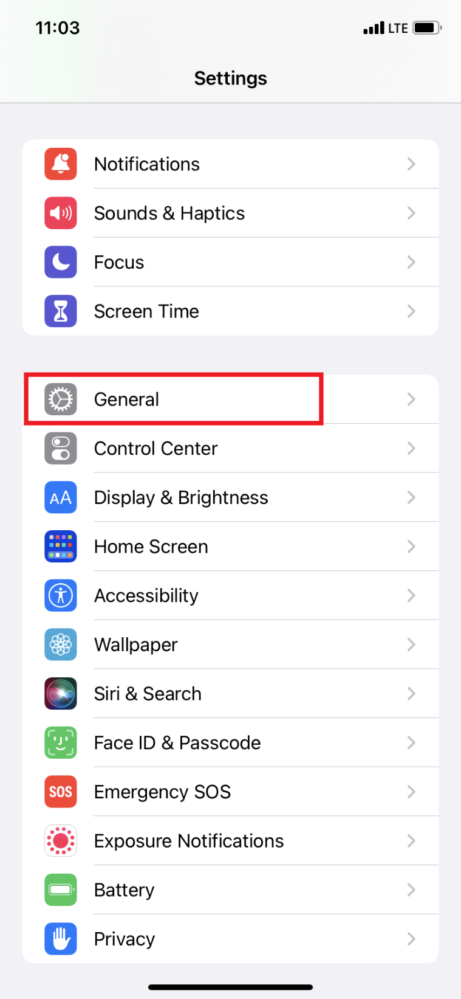 11:03
LTE
Settings
Notifications
Sounds & Haptics
Focus
Screen Time
General
Control Center
AA
Display & Brightness
Home Screen
Accessibility
Wallpaper
Siri & Search
Face ID & Passcode
SOS
Emergency SOS
Exposure Notifications
Battery
Privacy